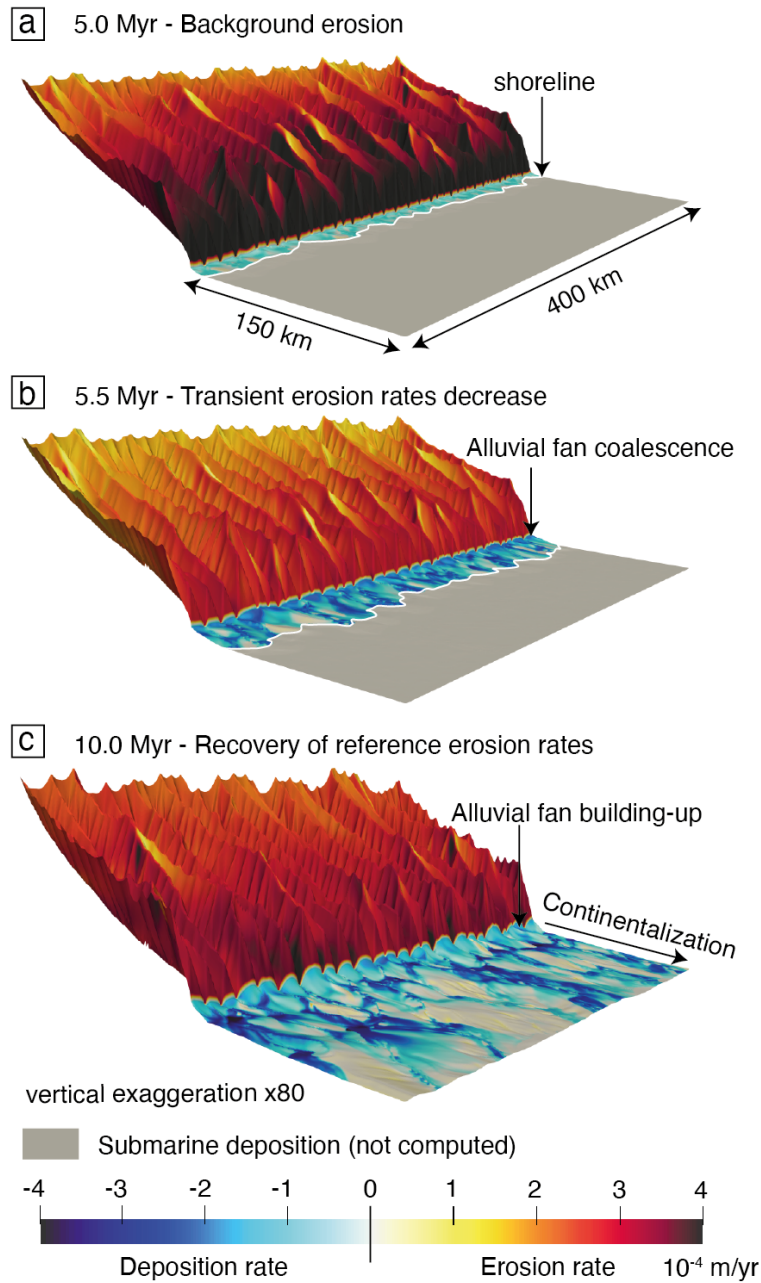 a 5.0 Myr - Background erosion
shoreline
150 km
400 km
b 5.5 Myr - Transient erosion rates decrease
Alluvial fan coalescence
c 10.0 Myr - Recovery of reference erosion rates
Alluvial fan building-up
Continentalization
vertical exaggeration x80
Submarine deposition (not computed)
-4 -3 -2 -1 0 1 2 3 4
Deposition rate Erosion rate 10⁻⁴ m/yr